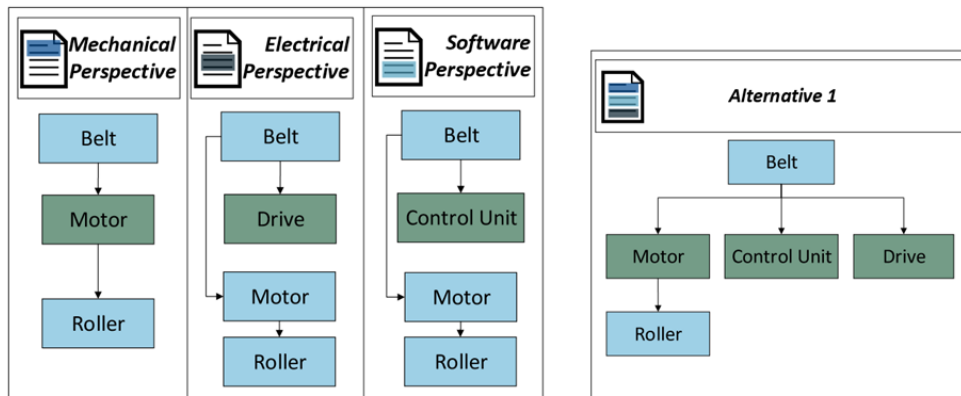 Mechanical
Perspective
Belt
Motor
Roller
Electrical
Perspective
Belt
Drive
Motor
Roller
Software
Perspective
Belt
Control Unit
Motor
Roller
Alternative 1
Belt
Motor
Control Unit
Drive
Roller